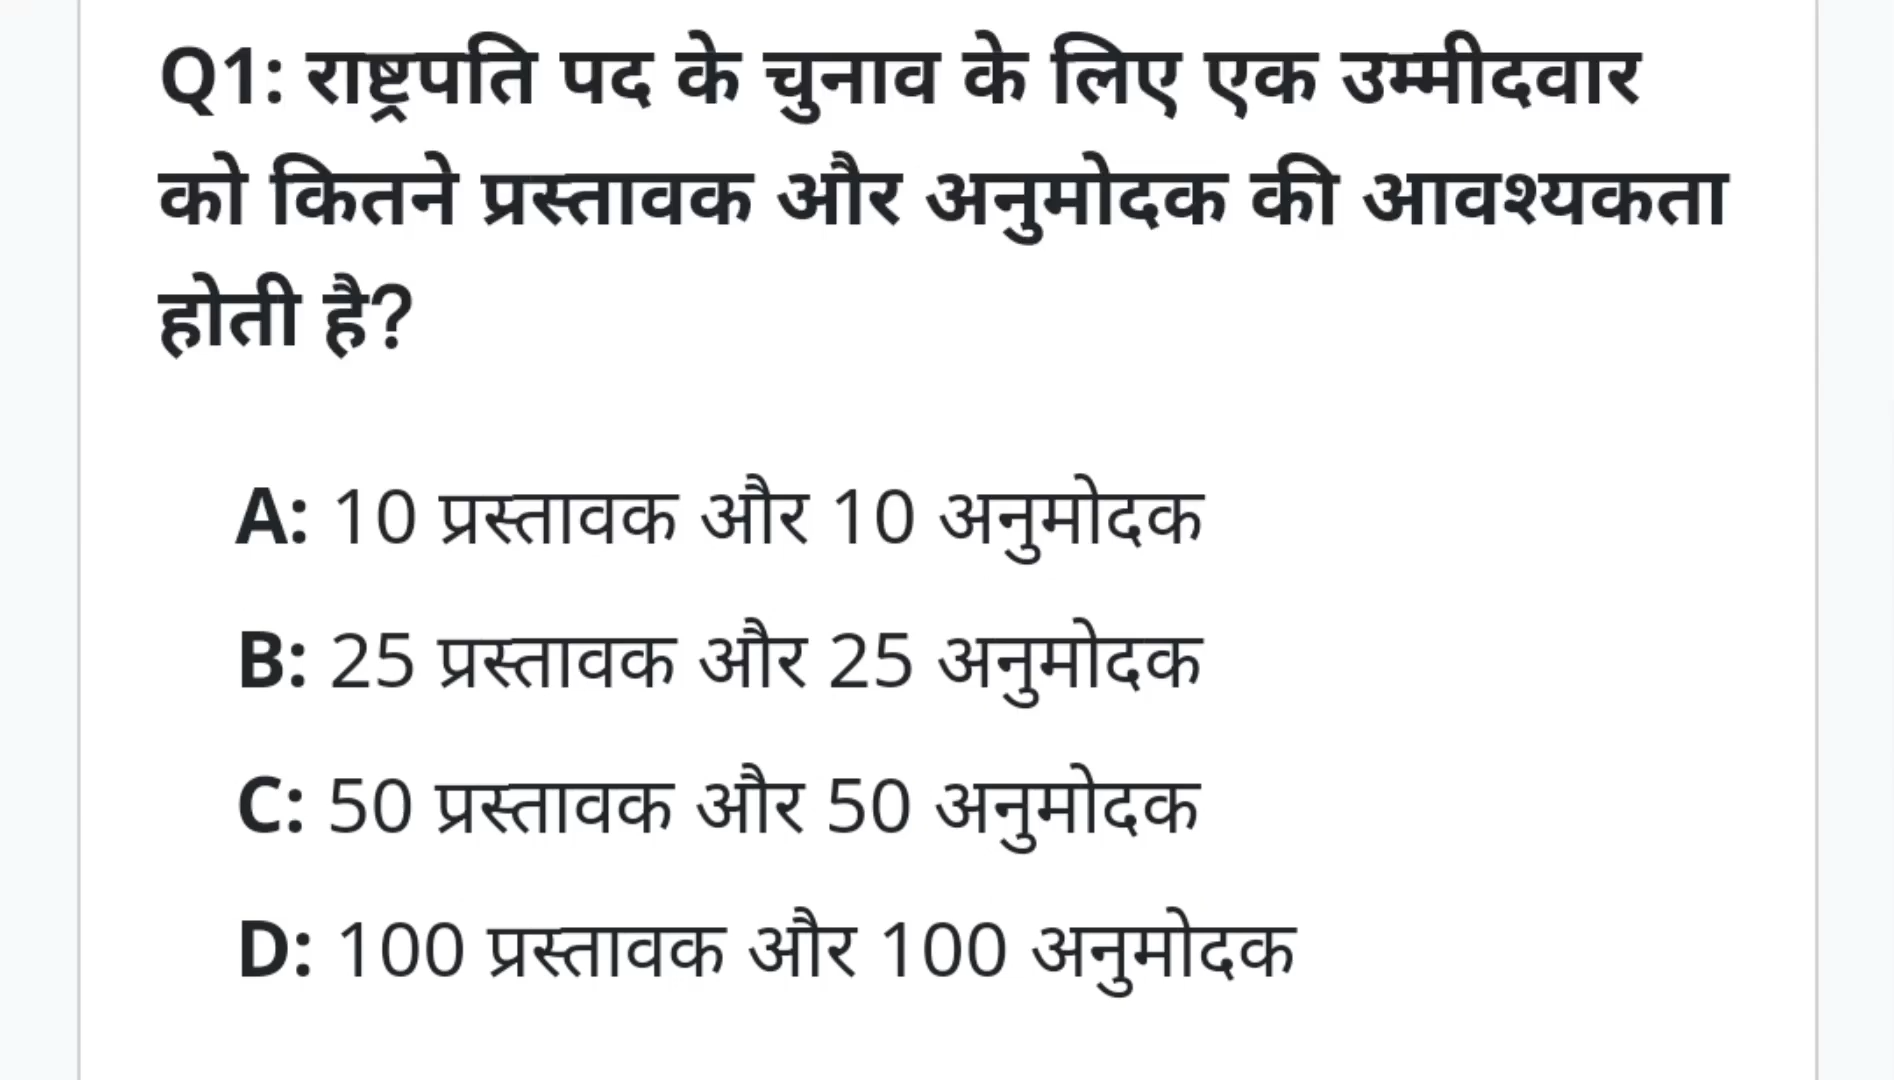 Q1: राष्ट्रपति पद के चुनाव के लिए एक उम्मीदवार
को कितने प्रस्तावक और अनुमोदक की आवश्यकता
होती है?
A: 10 प्रस्तावक और 10 अनुमोदक
B: 25 प्रस्तावक और 25 अनुमोदक
C: 50 प्रस्तावक और 50 अनुमोदक
D: 100 प्रस्तावक और 100 अनुमोदक